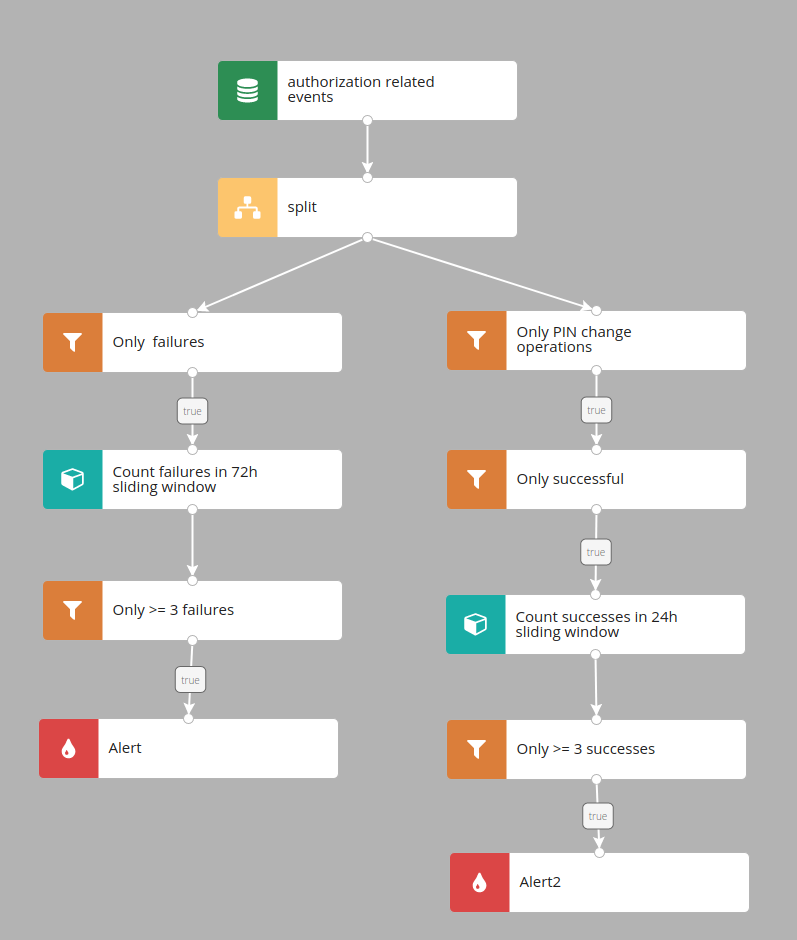 authorization related
events
split
Only  failures
true
Count failures in 72h
sliding window
Only >= 3 failures
true
Alert
Only PIN change
operations
true
Only successful
true
Count successes in 24h
sliding window
Only >= 3 successes
true
Alert2